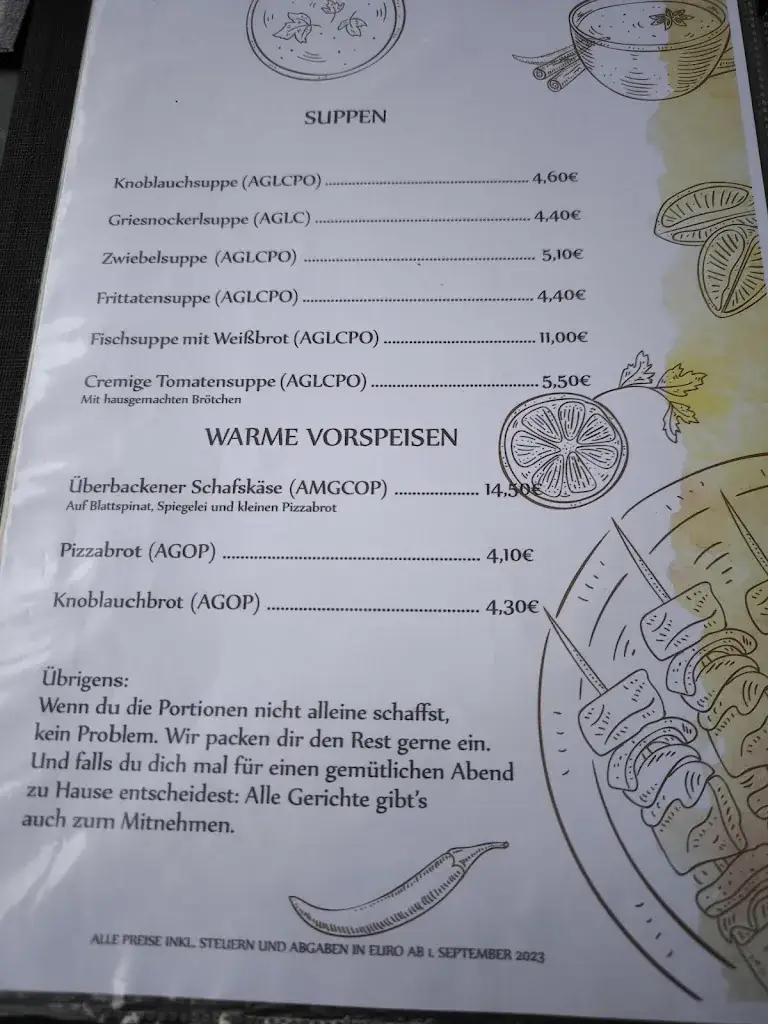 SUPPEN
Knoblauchsuppe (AGLCPO) ........ 4,60€
Griesnockerlsuppe (AGLC) ........ 4,40€
Zwiebelsuppe (AGLCPO) ........ 5,10€
Frittatensuppe (AGLCPO) ........ 4,40€
Fischsuppe mit Weißbrot (AGLCPO) ........ 11,00€
Cremige Tomatensuppe (AGLCPO) ........ 5,50€
Mit hausgemachten Brötchen
WARME VORSPEISEN
Überbackener Schafskäse (AMGCOP) ........ 14,50€
Auf Blattspinat, Spiegelei und kleinen Pizzabrot
Pizzabrot (AGOP) ........ 4,10€
Knoblauchbrot (AGOP) ........ 4,30€
Übrigens:
Wenn du die Portionen nicht alleine schaffst,
kein Problem. Wir packen dir den Rest gerne ein.
Und falls du dich mal für einen gemütlichen Abend
zu Hause entscheidest: Alle Gerichte gibt's
auch zum Mitnehmen.
ALLE PREISE INKL. STEUERN UND ABGABEN IN EURO AB 1. SEPTEMBER 2023